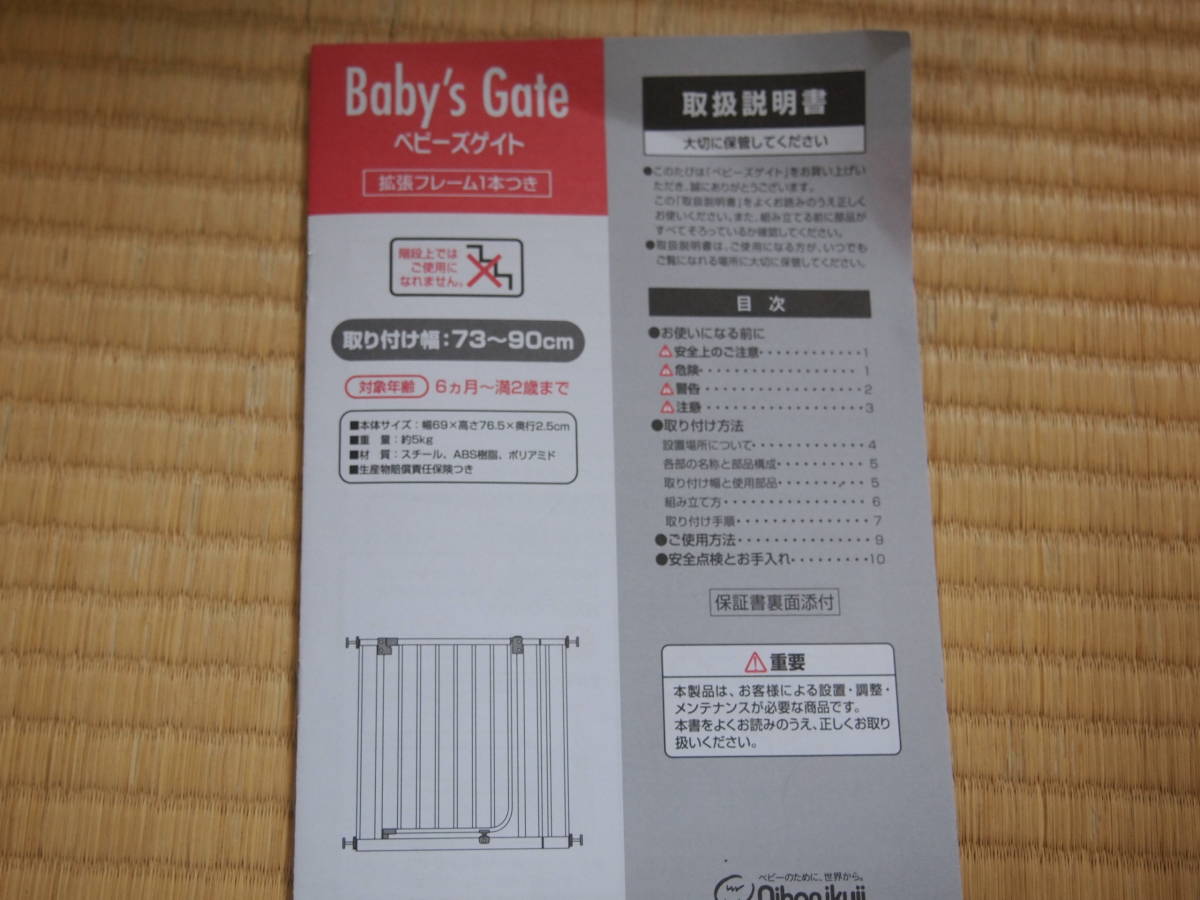 Baby's Gate
ベビーズゲイト
拡張フレーム1本つき
階段上では
ご使用に
なれません。
取り付け幅：73～90cm
対象年齢 6ヵ月～満2歳まで
■本体サイズ：幅69×高さ76.5×奥行2.5cm
■重　量：約5kg
■材　質：スチール、ABS樹脂、ポリアミド
■生産物賠償責任保険つき
取扱説明書
大切に保管してください
●このたびは「ベビーズゲイト」をお買い上げい
ただき、誠にありがとうございます。
この「取扱説明書」をよくお読みのうえ正しく
お使いください。また、組み立てる前に部品が
すべてそろっているか確認してください。
●取扱説明書は、ご使用になる方が、いつでも
ご覧になれる場所に大切に保管してください。
目　次
●お使いになる前に
安全上のご注意・・・・・・・・・・・・1
危険・・・・・・・・・・・・・・・・・・1
警告・・・・・・・・・・・・・・・・・・2
注意・・・・・・・・・・・・・・・・・・3
●取り付け方法
設置場所について・・・・・・・・・・・・4
各部の名称と部品構成・・・・・・・・・・5
取り付け幅と使用部品・・・・・・・・・・5
組み立て方・・・・・・・・・・・・・・・6
取り付け手順・・・・・・・・・・・・・・7
●ご使用方法・・・・・・・・・・・・・・9
●安全点検とお手入れ・・・・・・・・・10
保証書裏面添付
重要
本製品は、お客様による設置・調整・
メンテナンスが必要な商品です。
本書をよくお読みのうえ、正しくお取り
扱いください。
ベビーのために、世界から。
Nihonikuji